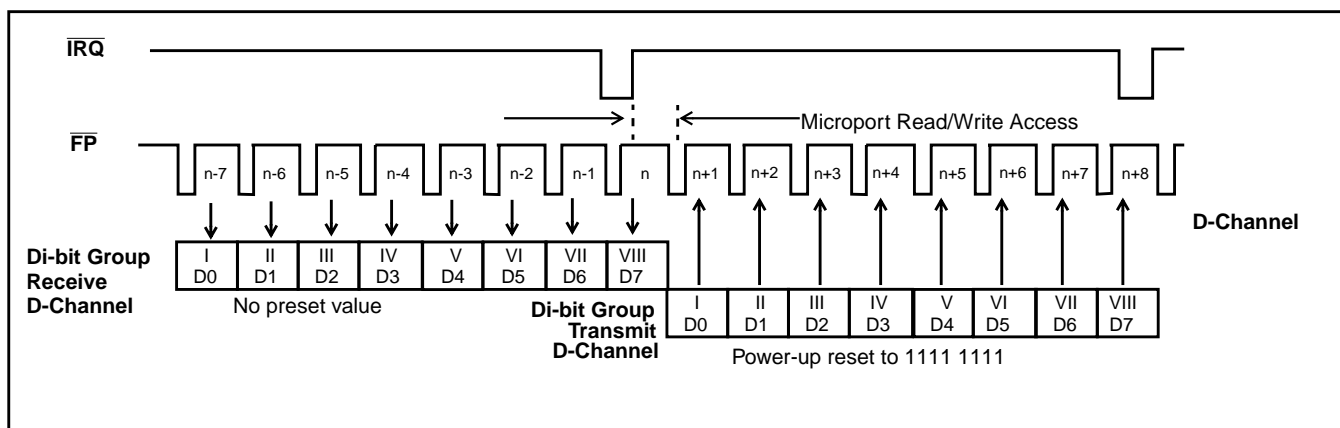 IRQ
Microport Read/Write Access
FP
n-7 n-6 n-5 n-4 n-3 n-2 n-1 n n+1 n+2 n+3 n+4 n+5 n+6 n+7 n+8
D-Channel
Di-bit Group
Receive
D-Channel
I II III IV V VI VII VIII
D0 D1 D2 D3 D4 D5 D6 D7
No preset value
Di-bit Group
Transmit
D-Channel
I II III IV V VI VII VIII
D0 D1 D2 D3 D4 D5 D6 D7
Power-up reset to 1111 1111